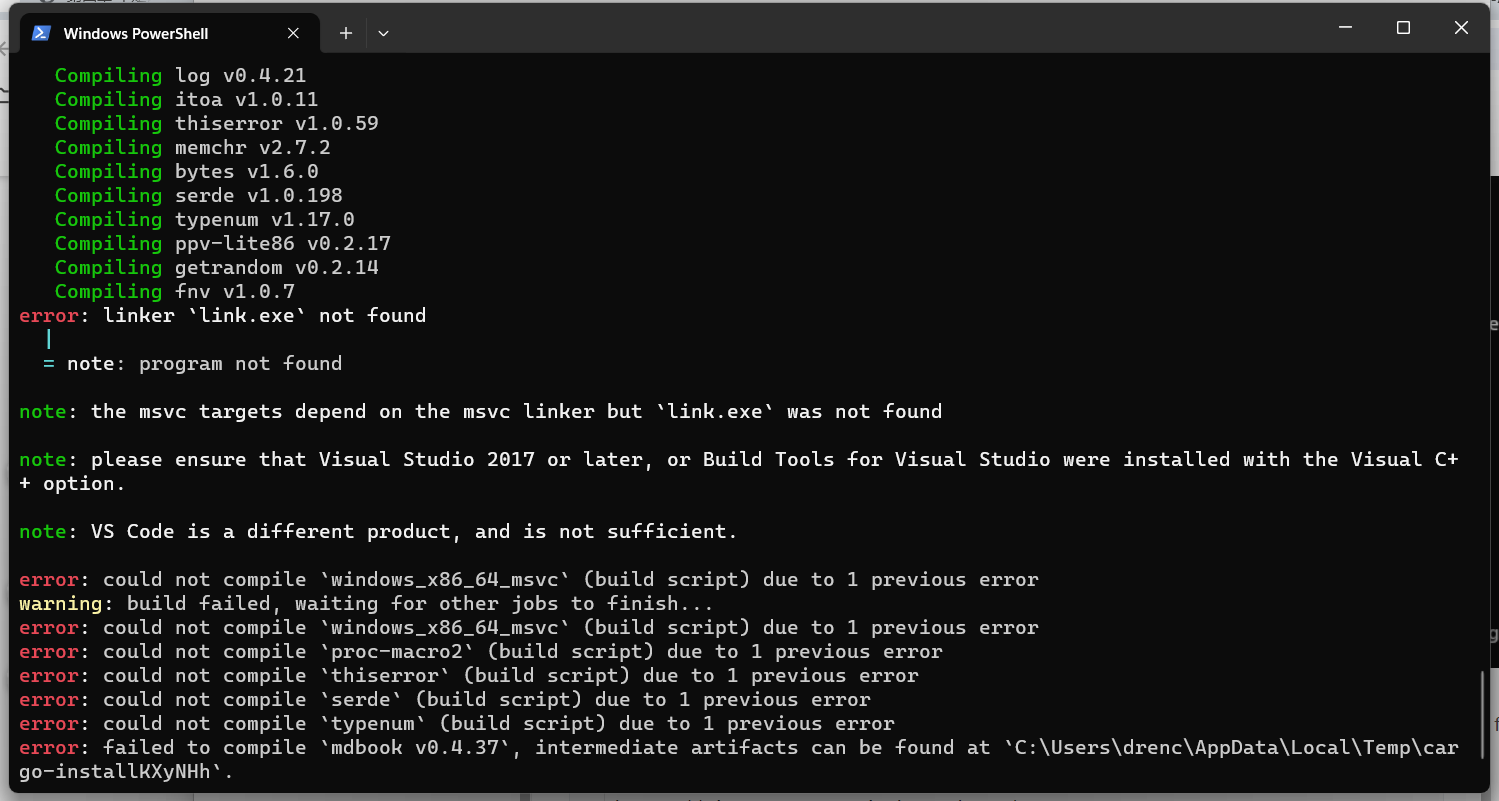 Windows PowerShell
Compiling log v0.4.21
Compiling itoa v1.0.11
Compiling thiserror v1.0.59
Compiling memchr v2.7.2
Compiling bytes v1.6.0
Compiling serde v1.0.198
Compiling typenum v1.17.0
Compiling ppv-lite86 v0.2.17
Compiling getrandom v0.2.14
Compiling fnv v1.0.7
error: linker `link.exe` not found
|
= note: program not found
note: the msvc targets depend on the msvc linker but `link.exe` was not found
note: please ensure that Visual Studio 2017 or later, or Build Tools for Visual Studio were installed with the Visual C+
+ option.
note: VS Code is a different product, and is not sufficient.
error: could not compile `windows_x86_64_msvc` (build script) due to 1 previous error
warning: build failed, waiting for other jobs to finish...
error: could not compile `windows_x86_64_msvc` (build script) due to 1 previous error
error: could not compile `proc-macro2` (build script) due to 1 previous error
error: could not compile `thiserror` (build script) due to 1 previous error
error: could not compile `serde` (build script) due to 1 previous error
error: could not compile `typenum` (build script) due to 1 previous error
error: failed to compile `mdbook v0.4.37`, intermediate artifacts can be found at `C:\Users\drenc\AppData\Local\Temp\car
go-installKXyNHh`.